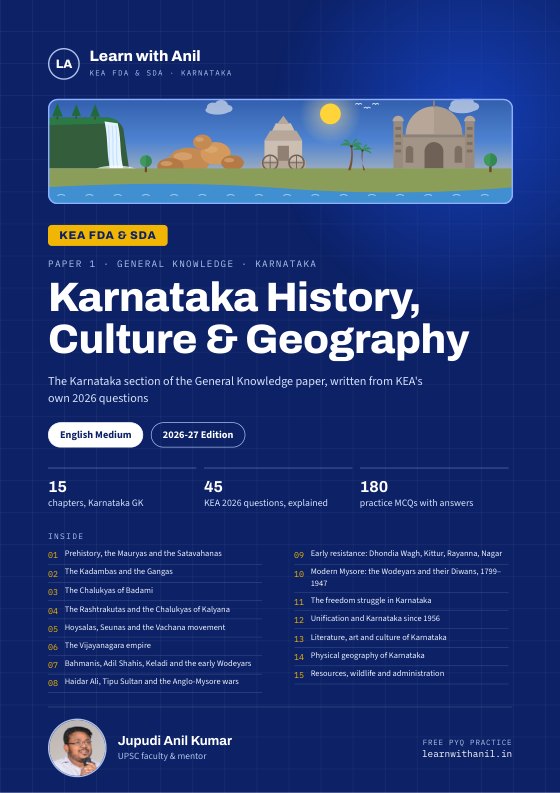 LA
Learn with Anil
KEA FDA & SDA · KARNATAKA
KEA FDA & SDA
PAPER 1 · GENERAL KNOWLEDGE · KARNATAKA
Karnataka History,
Culture & Geography
The Karnataka section of the General Knowledge paper, written from KEA's
own 2026 questions
English Medium
2026-27 Edition
15
chapters, Karnataka GK
45
KEA 2026 questions, explained
180
practice MCQs with answers
INSIDE
01 Prehistory, the Mauryas and the Satavahanas
02 The Kadambas and the Gangas
03 The Chalukyas of Badami
04 The Rashtrakutas and the Chalukyas of Kalyana
05 Hoysalas, Seunas and the Vachana movement
06 The Vijayanagara empire
07 Bahmanis, Adil Shahis, Keladi and the early Wodeyars
08 Haidar Ali, Tipu Sultan and the Anglo-Mysore wars
09 Early resistance: Dhondia Wagh, Kittur, Rayanna, Nagar
10 Modern Mysore: the Wodeyars and their Diwans, 1799–
1947
11 The freedom struggle in Karnataka
12 Unification and Karnataka since 1956
13 Literature, art and culture of Karnataka
14 Physical geography of Karnataka
15 Resources, wildlife and administration
Jupudi Anil Kumar
UPSC faculty & mentor
FREE PYQ PRACTICE
learnwithanil.in